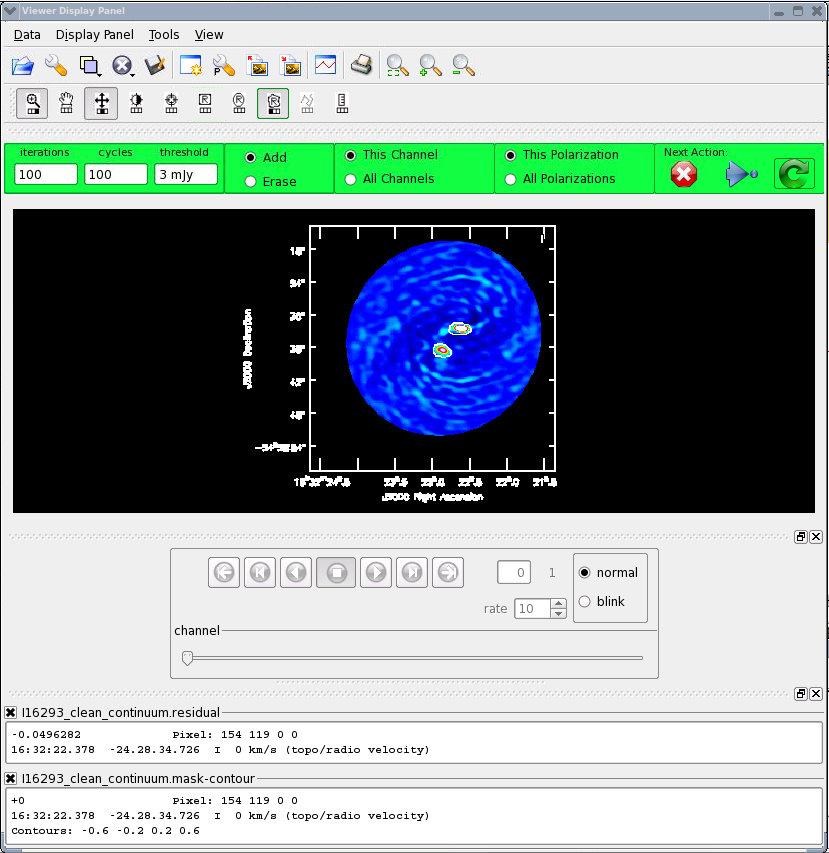 Viewer Display Panel
Data Display Panel Tools View
iterations cycles threshold
100 100 3 mJy
Add
Erase
This Channel
All Channels
This Polarization
All Polarizations
Next Action:
J2000 Declination
J2000 Right Ascension
0 1
normal
blink
rate 10
channel
I16293_clean_continuum.residual
-0.0496282 Pixel: 154 119 0 0
16:32:22.378 -24.28.34.726 I 0 km/s (topo/radio velocity)
I16293_clean_continuum.mask-contour
+0 Pixel: 154 119 0 0
16:32:22.378 -24.28.34.726 I 0 km/s (topo/radio velocity)
Contours: -0.6 -0.2 0.2 0.6